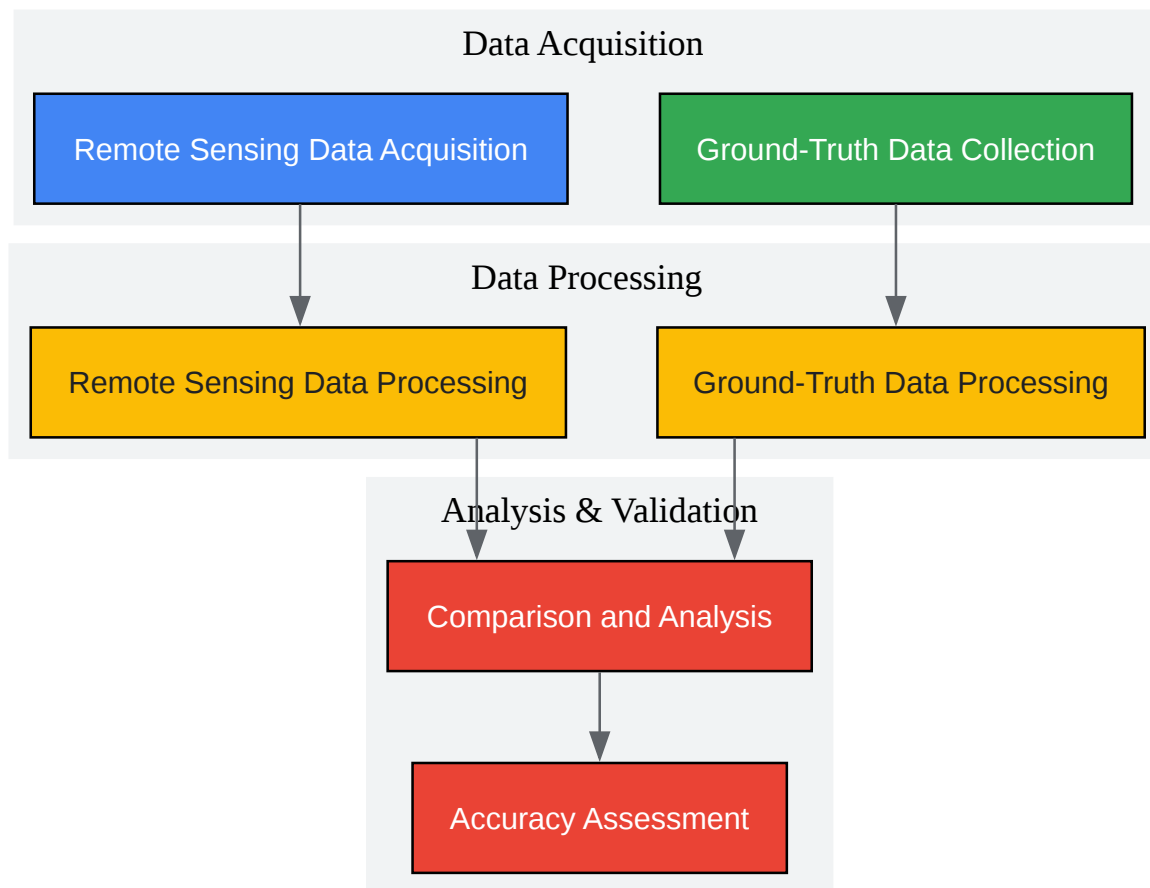 Data Acquisition
Remote Sensing Data Acquisition
Ground-Truth Data Collection
Data Processing
Remote Sensing Data Processing
Ground-Truth Data Processing
Analysis & Validation
Comparison and Analysis
Accuracy Assessment